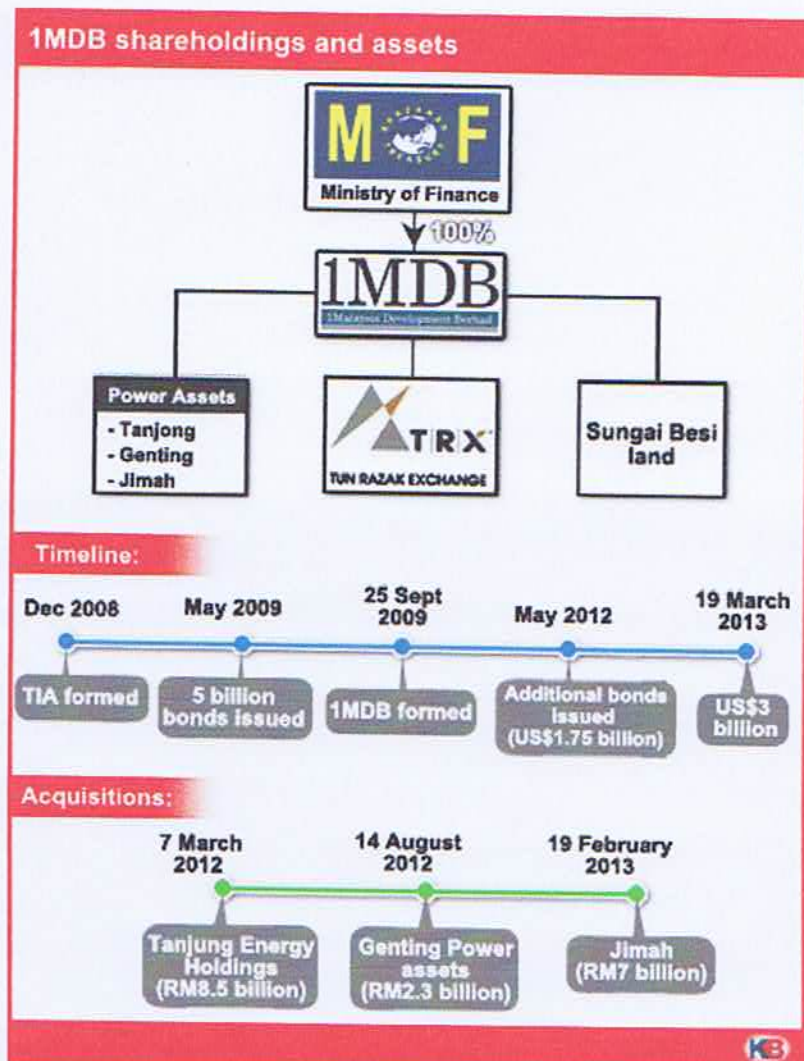 1MDB shareholdings and assets
M F
Ministry of Finance
100%
1MDB
1Malaysia Development Berhad
Power Assets
- Tanjong
- Genting
- Jimah
T|R|X
TUN RAZAK EXCHANGE
Sungai Besi
land
Timeline:
Dec 2008
May 2009
25 Sept
2009
May 2012
19 March
2013
TIA formed
5 billion
bonds issued
1MDB formed
Additional bonds
issued
(US$1.75 billion)
US$3
billion
Acquisitions:
7 March
2012
14 August
2012
19 February
2013
Tanjung Energy
Holdings
(RM8.5 billion)
Genting Power
assets
(RM2.3 billion)
Jimah
(RM7 billion)
KB